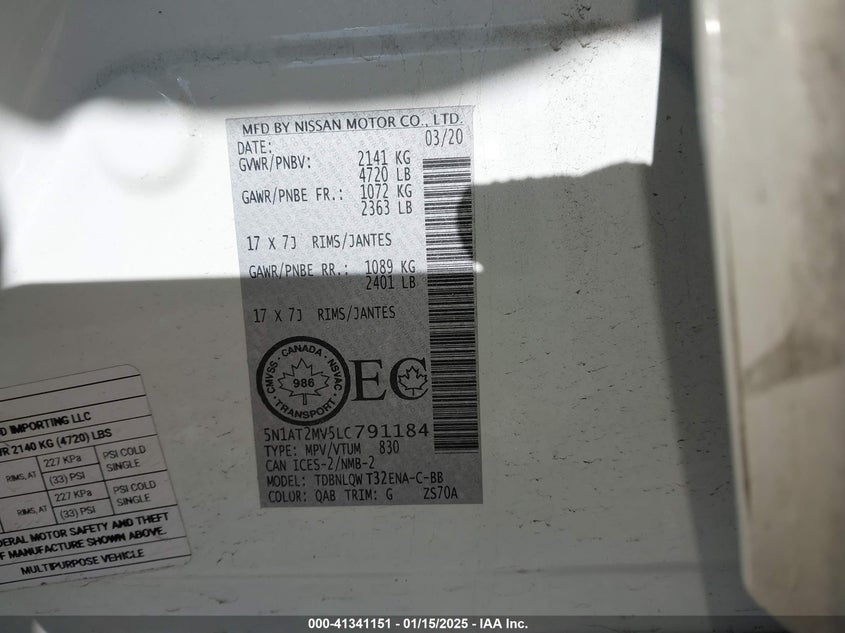 MFD BY NISSAN MOTOR CO., LTD.
DATE: 03/20
GVWR/PNBV: 2141 KG
4720 LB
GAWR/PNBE FR.: 1072 KG
2363 LB
17 X 7J RIMS/JANTES
GAWR/PNBE RR.: 1089 KG
2401 LB
17 X 7J RIMS/JANTES
CANADA
CMVSS NSVAC
986
TRANSPORT
EC
5N1AT2MV5LC791184
TYPE: MPV/VTUM 830
CAN ICES-2/NMB-2
MODEL: TDBNLQW T32ENA-C-BB
COLOR: QAB TRIM: G ZS70A
IMPORTING LLC
2140 KG (4720) LBS
RIMS, AT 227 KPa PSI COLD
(33) PSI SINGLE
RIMS, AT 227 KPa PSI COLD
(33) PSI SINGLE
MOTOR SAFETY AND THEFT
OF MANUFACTURE SHOWN ABOVE.
MULTIPURPOSE VEHICLE
000-41341151 - 01/15/2025 - IAA Inc.